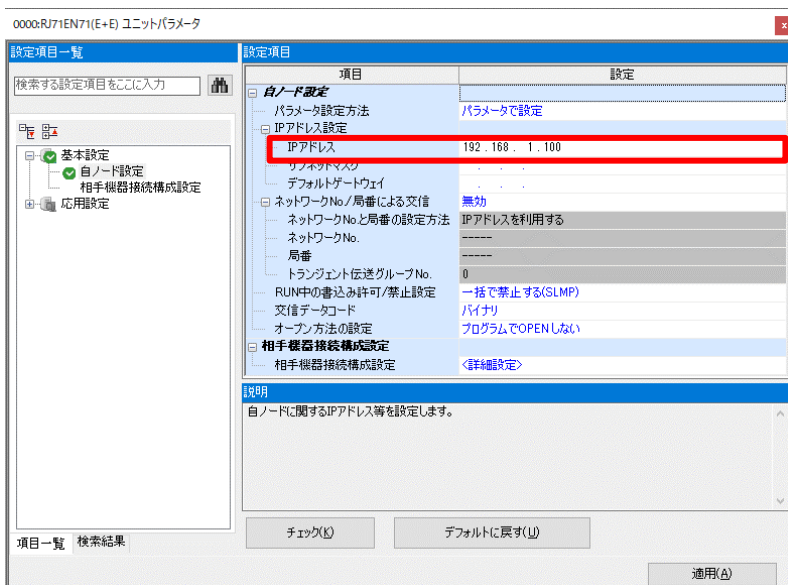 0000:RJ71EN71(E+E) ユニットパラメータ
x
設定項目一覧
検索する設定項目をここに入力
基本設定
自ノード設定
相手機器接続構成設定
応用設定
項目一覧 検索結果
設定項目
項目 設定
自ノード設定
パラメータ設定方法 パラメータで設定
IPアドレス設定
IPアドレス 192 . 168 . 1 . 100
サブネットマスク . . .
デフォルトゲートウェイ . . .
ネットワークNo./局番による交信 無効
ネットワークNo.と局番の設定方法 IPアドレスを利用する
ネットワークNo. -----
局番 -----
トランジェント伝送グループNo. 0
RUN中の書込み許可/禁止設定 一括で禁止する(SLMP)
交信データコード バイナリ
オープン方法の設定 プログラムでOPENしない
相手機器接続構成設定
相手機器接続構成設定 <詳細設定>
説明
自ノードに関するIPアドレス等を設定します。
チェック(K) デフォルトに戻す(U)
適用(A)